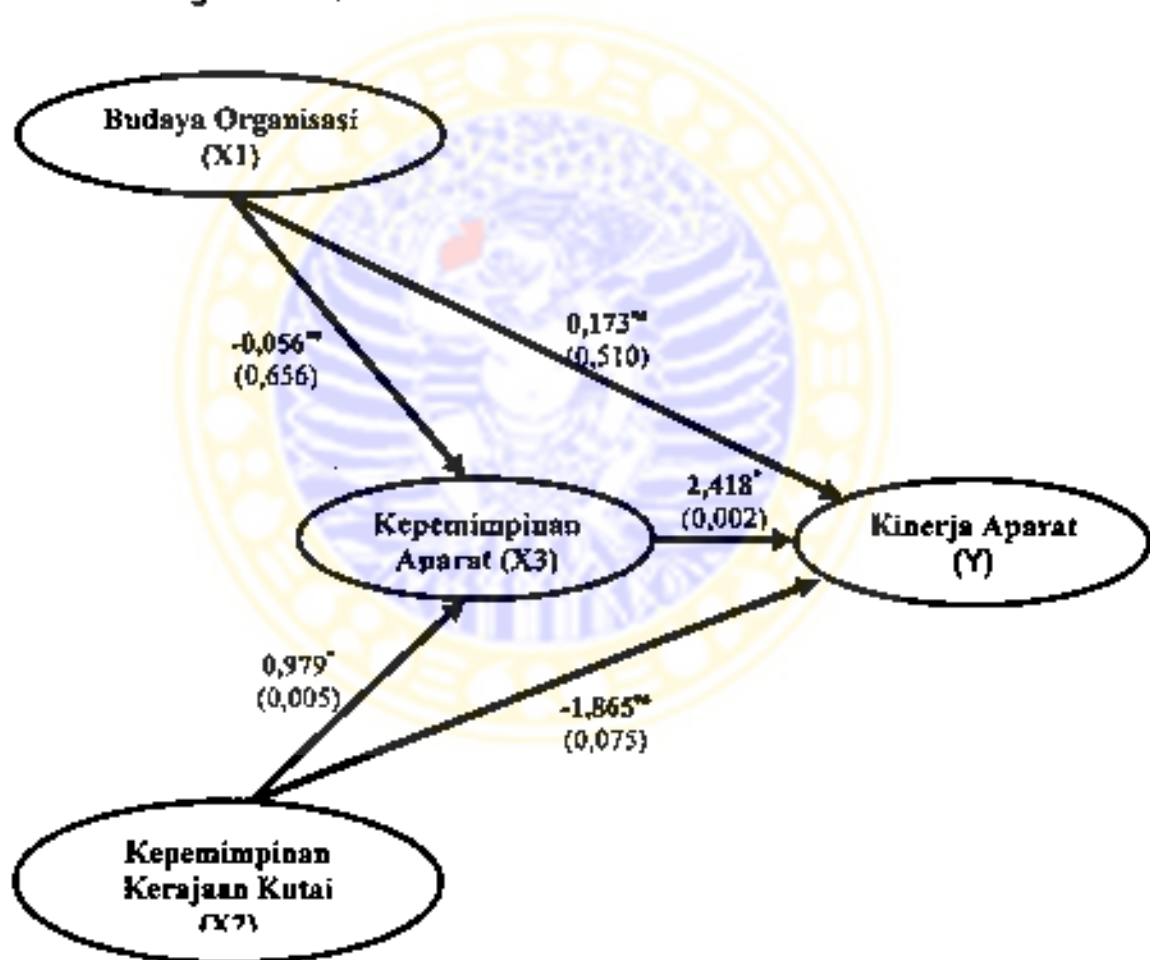 Budaya Organisasi
(X1)
0,173ns
(0,510)
-0,056ns
(0,656)
2,418*
(0,002)
Kepemimpinan
Aparat (X3)
Kinerja Aparat
(Y)
0,979*
(0,005)
-1,865ns
(0,075)
Kepemimpinan
Kerajaan Kutai
(X2)